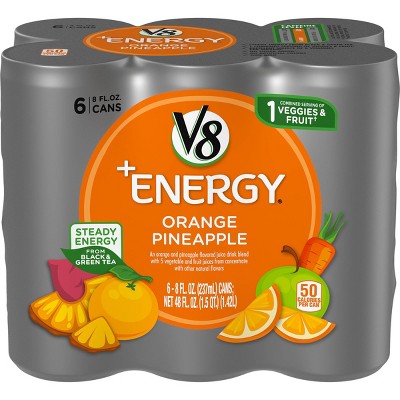 50
6 8 FL. OZ. CANS
1 COMBINED SERVING OF
VEGGIES &
FRUIT†
V8
+ENERGY®
ORANGE
PINEAPPLE
An orange and pineapple flavored juice drink blend
with 5 vegetable and fruit juices from concentrate
with other natural flavors
STEADY
ENERGY
FROM
BLACK &
GREEN TEA
6 - 8 FL. OZ. (237mL) CANS;
NET 48 FL. OZ. (1.5 QT.) (1.42L)
50
CALORIES
PER CAN